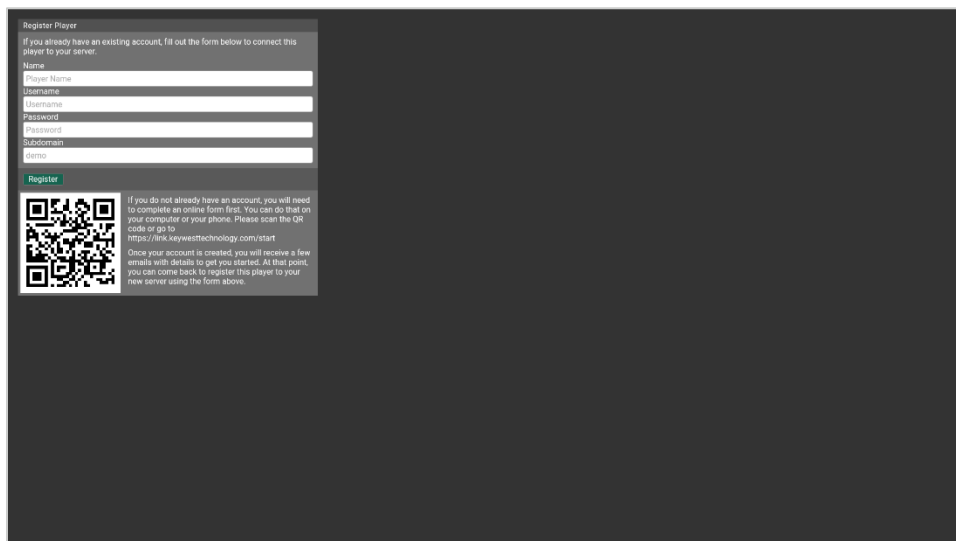 Register Player
If you already have an existing account, fill out the form below to connect this
player to your server.
Name
Player Name
Username
Username
Password
Password
Subdomain
demo
Register
If you do not already have an account, you will need
to complete an online form first. You can do that on
your computer or your phone. Please scan the QR
code or go to
https://link.keywesttechnology.com/start
Once your account is created, you will receive a few
emails with details to get you started. At that point,
you can come back to register this player to your
new server using the form above.